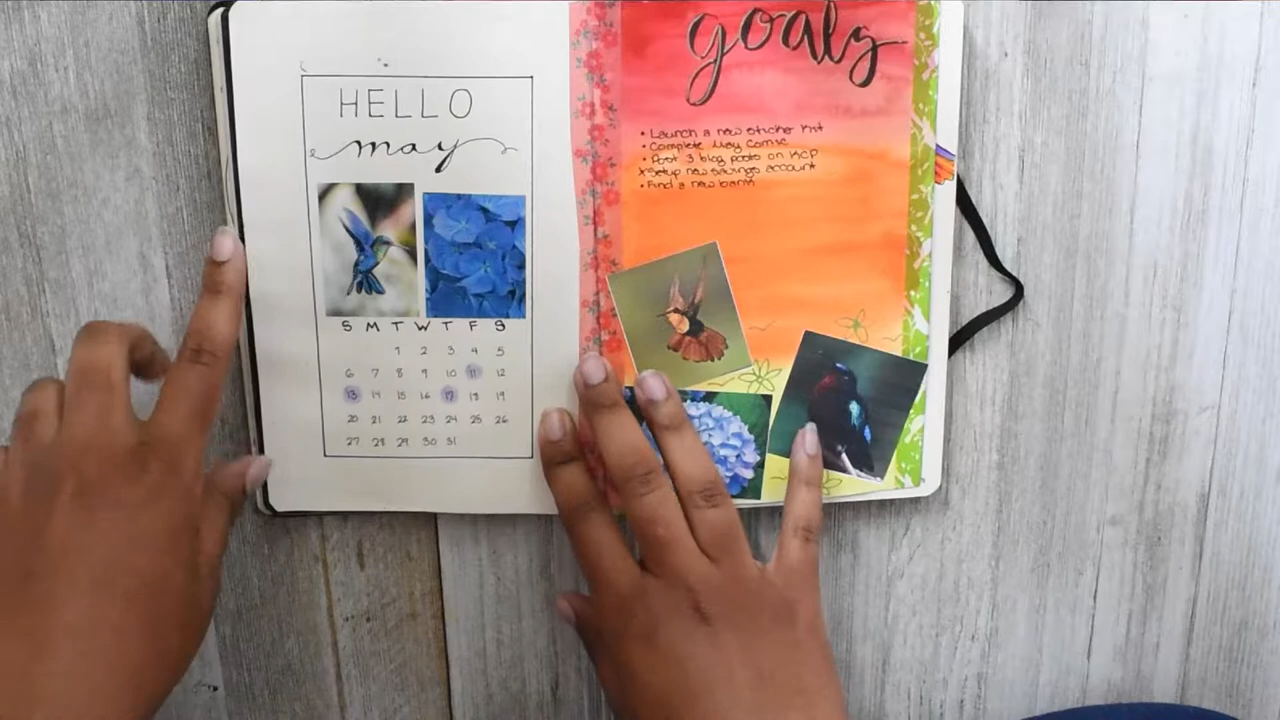 HELLO
may
S M T W T F S
1 2 3 4 5
6 7 8 9 10 11 12
13 14 15 16 17 18 19
20 21 22 23 24 25 26
27 28 29 30 31
goals
• Launch a new sticker kit
• Complete May Comic
• Post 3 blog posts on KCP
x Setup new savings account
• Find a new bank